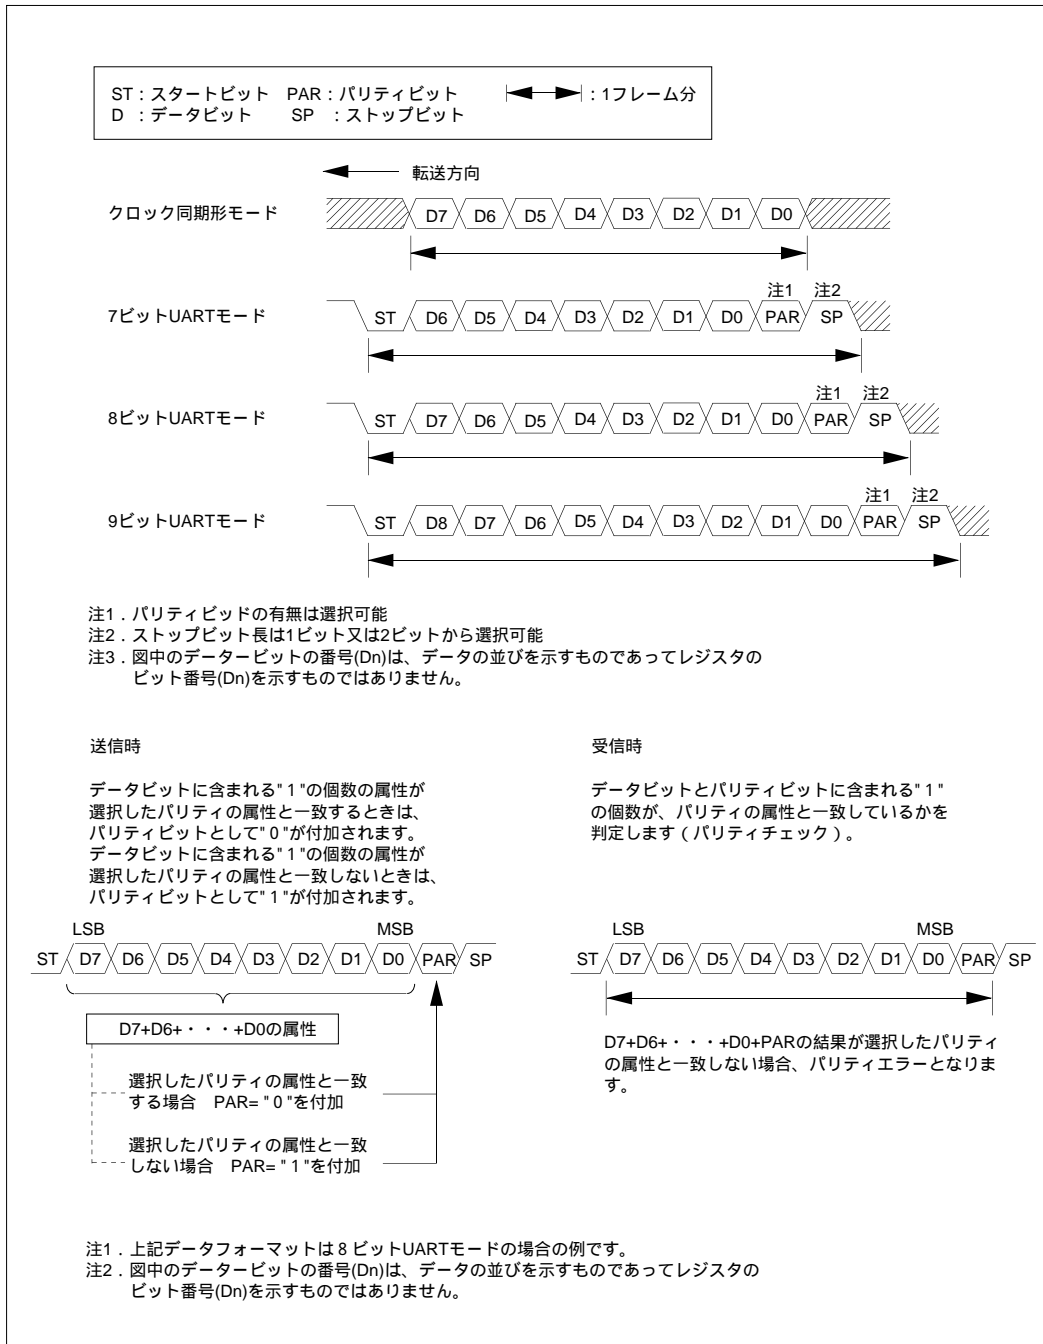 ST：スタートビット　PAR：パリティビット　：1フレーム分
D ：データビット　SP ：ストップビット
転送方向
クロック同期形モード D7 D6 D5 D4 D3 D2 D1 D0
注1 注2
7ビットUARTモード ST D6 D5 D4 D3 D2 D1 D0 PAR SP
注1 注2
8ビットUARTモード ST D7 D6 D5 D4 D3 D2 D1 D0 PAR SP
注1 注2
9ビットUARTモード ST D8 D7 D6 D5 D4 D3 D2 D1 D0 PAR SP
注1．パリティビッドの有無は選択可能
注2．ストップビット長は1ビット又は2ビットから選択可能
注3．図中のデータービットの番号(Dn)は、データの並びを示すものであってレジスタの
ビット番号(Dn)を示すものではありません。
送信時
データビットに含まれる"1"の個数の属性が
選択したパリティの属性と一致するときは、
パリティビットとして"0"が付加されます。
データビットに含まれる"1"の個数の属性が
選択したパリティの属性と一致しないときは、
パリティビットとして"1"が付加されます。
LSB MSB
ST D7 D6 D5 D4 D3 D2 D1 D0 PAR SP
D7+D6+・・・+D0の属性
選択したパリティの属性と一致
する場合　PAR="0"を付加
選択したパリティの属性と一致
しない場合　PAR="1"を付加
受信時
データビットとパリティビットに含まれる"1"
の個数が、パリティの属性と一致しているかを
判定します（パリティチェック）。
LSB MSB
ST D7 D6 D5 D4 D3 D2 D1 D0 PAR SP
D7+D6+・・・+D0+PARの結果が選択したパリティ
の属性と一致しない場合、パリティエラーとなりま
す。
注1．上記データフォーマットは8ビットUARTモードの場合の例です。
注2．図中のデータービットの番号(Dn)は、データの並びを示すものであってレジスタの
ビット番号(Dn)を示すものではありません。